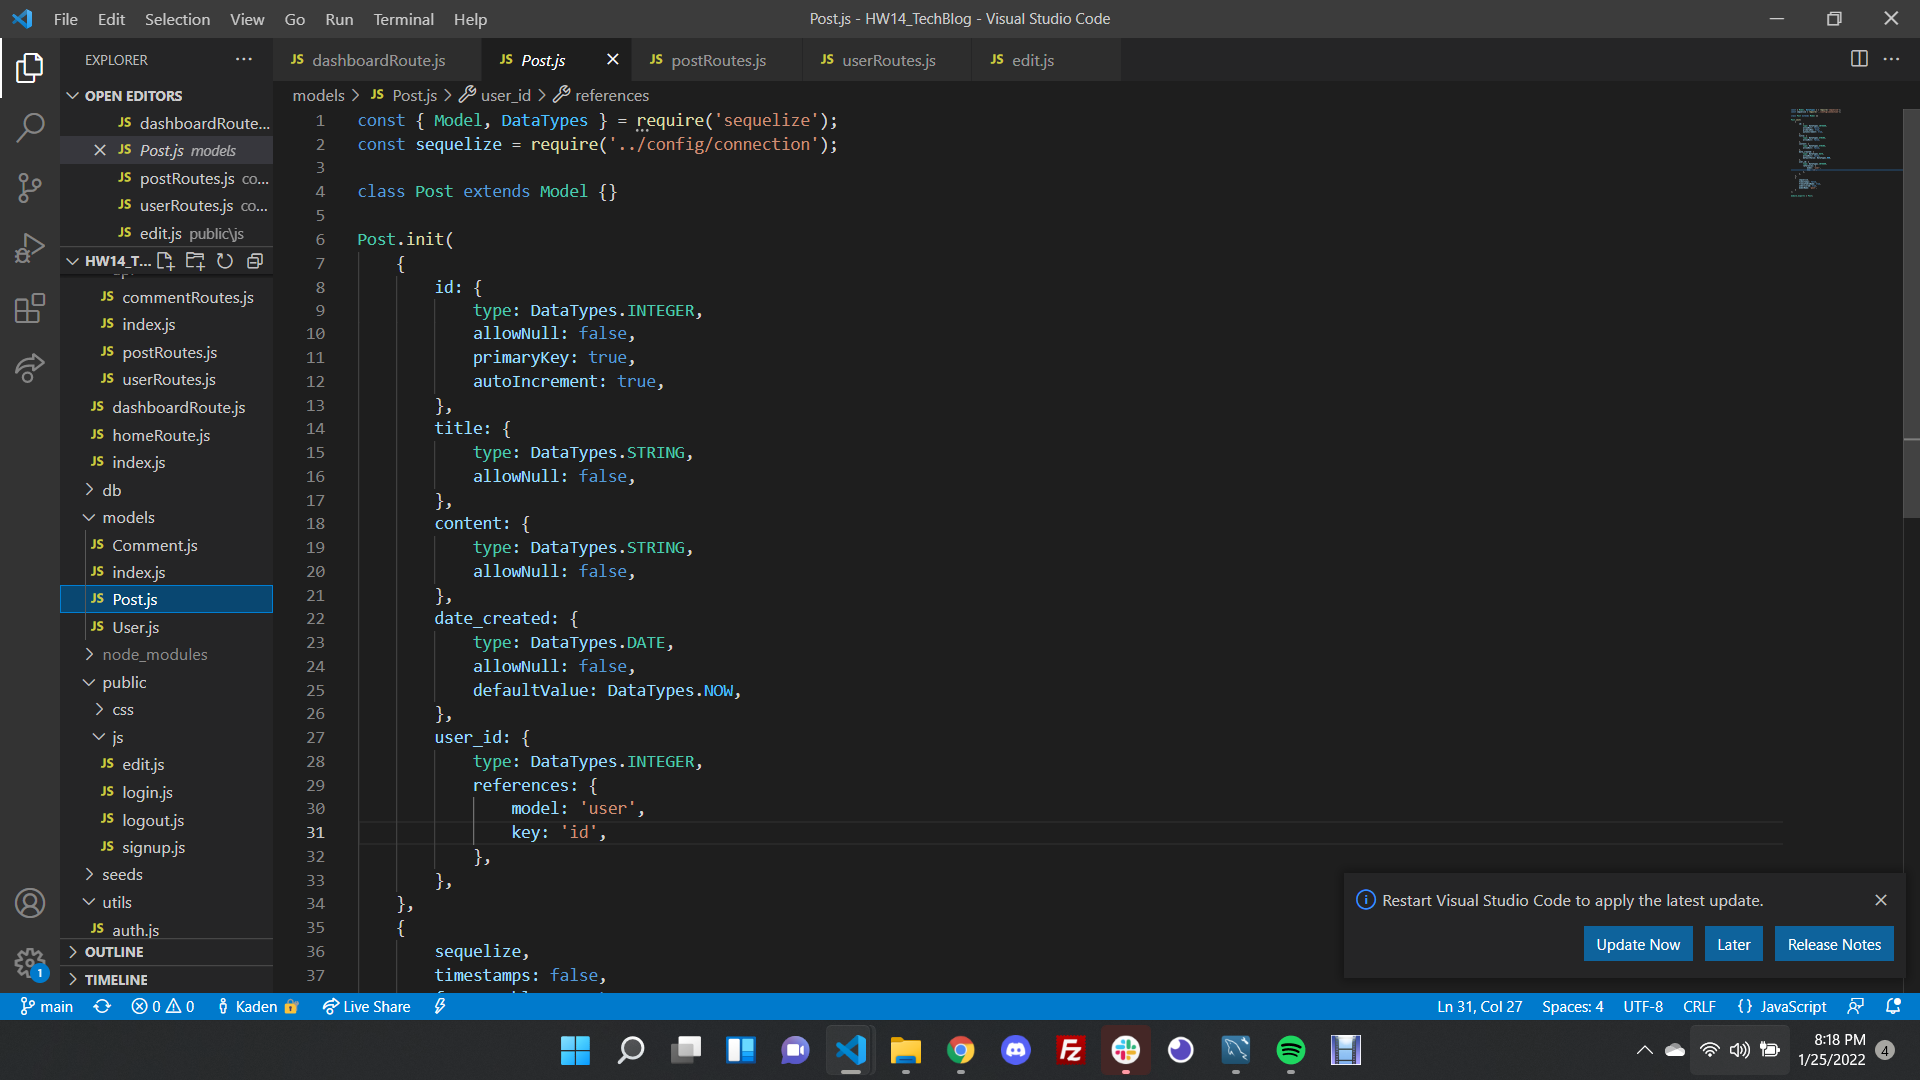 File Edit Selection View Go Run Terminal Help
Post.js - HW14_TechBlog - Visual Studio Code
EXPLORER
OPEN EDITORS
JS dashboardRoute...
JS Post.js models
JS postRoutes.js co...
JS userRoutes.js co...
JS edit.js public\js
HW14_T...
JS commentRoutes.js
JS index.js
JS postRoutes.js
JS userRoutes.js
JS dashboardRoute.js
JS homeRoute.js
JS index.js
db
models
JS Comment.js
JS index.js
JS Post.js
JS User.js
node_modules
public
css
js
JS edit.js
JS login.js
JS logout.js
JS signup.js
seeds
utils
JS auth.js
OUTLINE
TIMELINE
1
JS dashboardRoute.js JS Post.js JS postRoutes.js JS userRoutes.js JS edit.js
models > JS Post.js > user_id > references
1 const { Model, DataTypes } = require('sequelize');
2 const sequelize = require('../config/connection');
3
4 class Post extends Model {}
5
6 Post.init(
7 {
8 id: {
9 type: DataTypes.INTEGER,
10 allowNull: false,
11 primaryKey: true,
12 autoIncrement: true,
13 },
14 title: {
15 type: DataTypes.STRING,
16 allowNull: false,
17 },
18 content: {
19 type: DataTypes.STRING,
20 allowNull: false,
21 },
22 date_created: {
23 type: DataTypes.DATE,
24 allowNull: false,
25 defaultValue: DataTypes.NOW,
26 },
27 user_id: {
28 type: DataTypes.INTEGER,
29 references: {
30 model: 'user',
31 key: 'id',
32 },
33 },
34 },
35 {
36 sequelize,
37 timestamps: false,
Restart Visual Studio Code to apply the latest update.
Update Now Later Release Notes
main 0 0 Kaden Live Share
Ln 31, Col 27 Spaces: 4 UTF-8 CRLF {} JavaScript
8:18 PM
1/25/2022
4